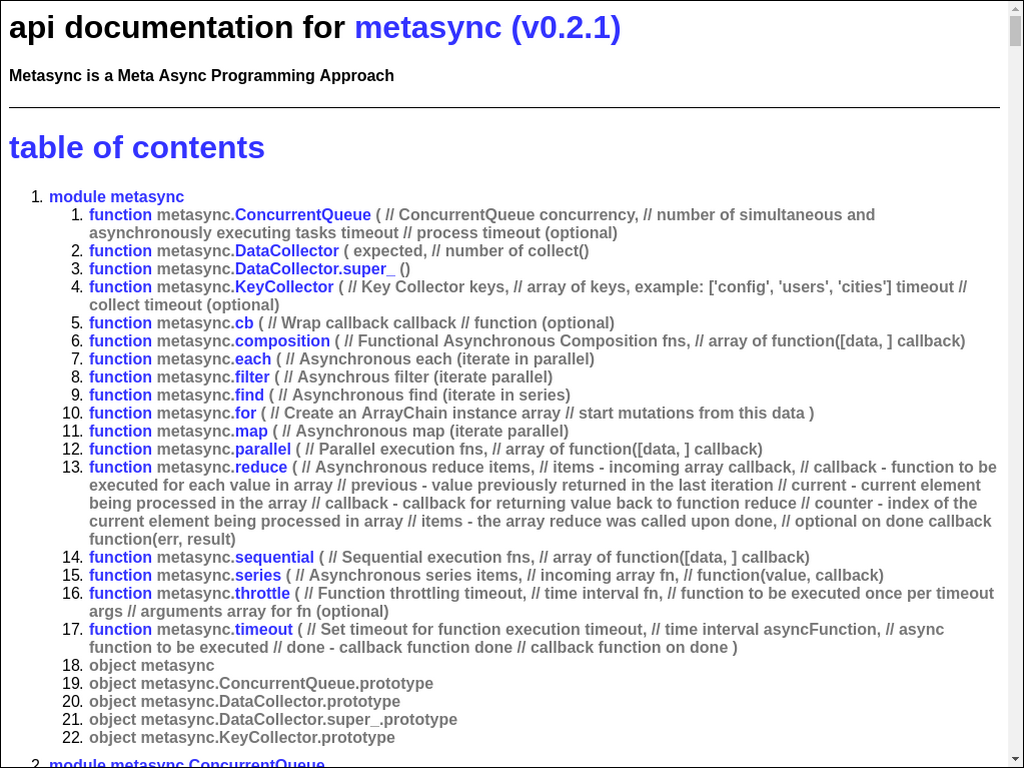 api documentation for metasync (v0.2.1)
Metasync is a Meta Async Programming Approach
table of contents
1. module metasync
1. function metasync.ConcurrentQueue ( // ConcurrentQueue concurrency, // number of simultaneous and
asynchronously executing tasks timeout // process timeout (optional)
2. function metasync.DataCollector ( expected, // number of collect()
3. function metasync.DataCollector.super_ ()
4. function metasync.KeyCollector ( // Key Collector keys, // array of keys, example: ['config', 'users', 'cities'] timeout //
collect timeout (optional)
5. function metasync.cb ( // Wrap callback callback // function (optional)
6. function metasync.composition ( // Functional Asynchronous Composition fns, // array of function([data, ] callback)
7. function metasync.each ( // Asynchronous each (iterate in parallel)
8. function metasync.filter ( // Asynchrous filter (iterate parallel)
9. function metasync.find ( // Asynchronous find (iterate in series)
10. function metasync.for ( // Create an ArrayChain instance array // start mutations from this data )
11. function metasync.map ( // Asynchronous map (iterate parallel)
12. function metasync.parallel ( // Parallel execution fns, // array of function([data, ] callback)
13. function metasync.reduce ( // Asynchronous reduce items, // items - incoming array callback, // callback - function to be
executed for each value in array // previous - value previously returned in the last iteration // current - current element
being processed in the array // callback - callback for returning value back to function reduce // counter - index of the
current element being processed in array // items - the array reduce was called upon done, // optional on done callback
function(err, result)
14. function metasync.sequential ( // Sequential execution fns, // array of function([data, ] callback)
15. function metasync.series ( // Asynchronous series items, // incoming array fn, // function(value, callback)
16. function metasync.throttle ( // Function throttling timeout, // time interval fn, // function to be executed once per timeout
args // arguments array for fn (optional)
17. function metasync.timeout ( // Set timeout for function execution timeout, // time interval asyncFunction, // async
function to be executed // done - callback function done // callback function on done )
18. object metasync
19. object metasync.ConcurrentQueue.prototype
20. object metasync.DataCollector.prototype
21. object metasync.DataCollector.super_.prototype
22. object metasync.KeyCollector.prototype
2. module metasync.ConcurrentQueue